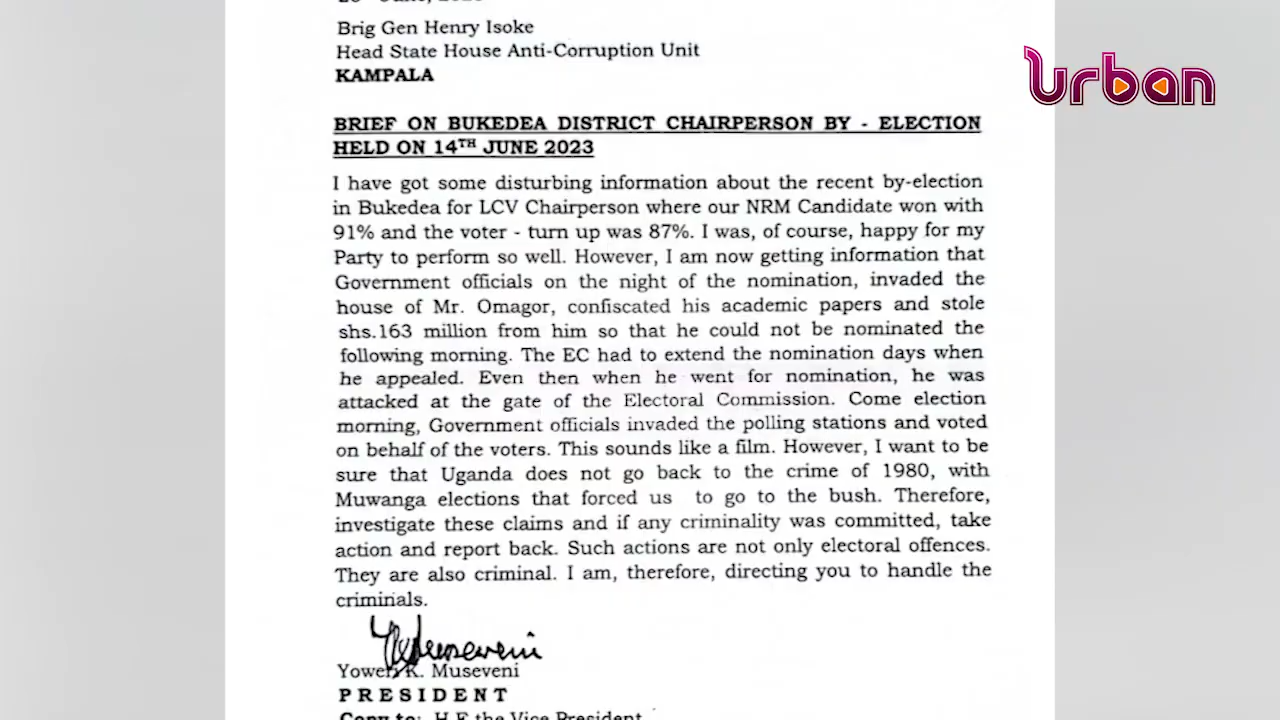 Brig Gen Henry Isoke
Head State House Anti-Corruption Unit
KAMPALA
urban
BRIEF ON BUKEDEA DISTRICT CHAIRPERSON BY - ELECTION
HELD ON 14TH JUNE 2023
I have got some disturbing information about the recent by-election
in Bukedea for LCV Chairperson where our NRM Candidate won with
91% and the voter - turn up was 87%. I was, of course, happy for my
Party to perform so well. However, I am now getting information that
Government officials on the night of the nomination, invaded the
house of Mr. Omagor, confiscated his academic papers and stole
shs.163 million from him so that he could not be nominated the
following morning. The EC had to extend the nomination days when
he appealed. Even then when he went for nomination, he was
attacked at the gate of the Electoral Commission. Come election
morning, Government officials invaded the polling stations and voted
on behalf of the voters. This sounds like a film. However, I want to be
sure that Uganda does not go back to the crime of 1980, with
Muwanga elections that forced us to go to the bush. Therefore,
investigate these claims and if any criminality was committed, take
action and report back. Such actions are not only electoral offences.
They are also criminal. I am, therefore, directing you to handle the
criminals.
YMuseveni
Yoweri K. Museveni
PRESIDENT
Copy to: H.E the Vice President